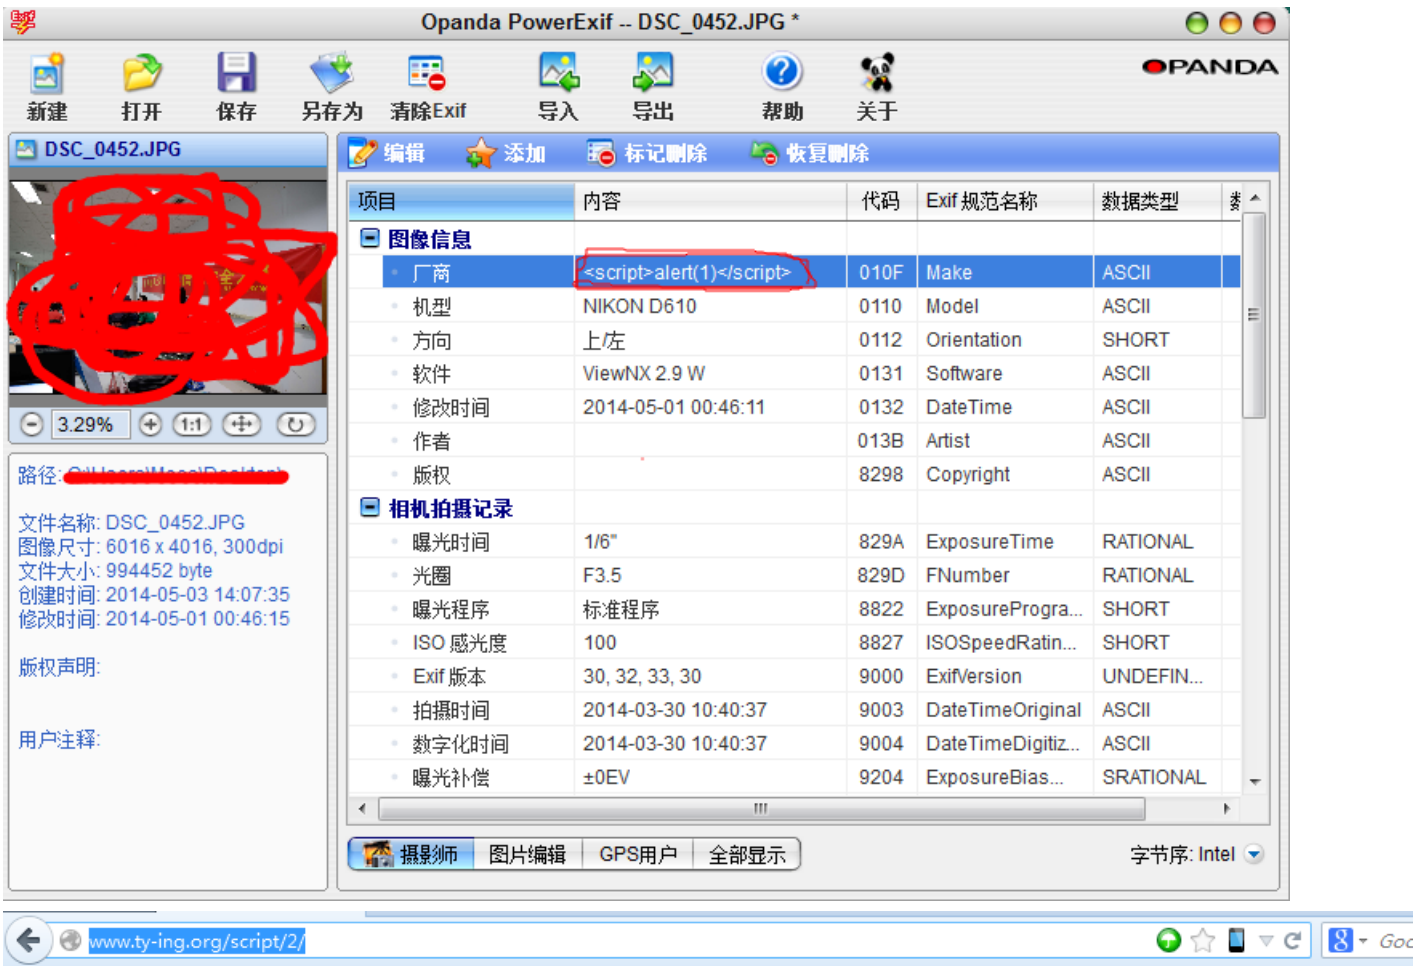 Opanda PowerExif -- DSC_0452.JPG *
新建 打开 保存 另存为 清除Exif 导入 导出 帮助 关于
OPANDA
DSC_0452.JPG
编辑 添加 标记删除 恢复删除
项目 内容 代码 Exif 规范名称 数据类型
图像信息
厂商 <script>alert(1)</script> 010F Make ASCII
机型 NIKON D610 0110 Model ASCII
方向 上/左 0112 Orientation SHORT
软件 ViewNX 2.9 W 0131 Software ASCII
修改时间 2014-05-01 00:46:11 0132 DateTime ASCII
作者 013B Artist ASCII
版权 8298 Copyright ASCII
相机拍摄记录
曝光时间 1/6" 829A ExposureTime RATIONAL
光圈 F3.5 829D FNumber RATIONAL
曝光程序 标准程序 8822 ExposureProgra... SHORT
ISO 感光度 100 8827 ISOSpeedRatin... SHORT
Exif 版本 30, 32, 33, 30 9000 ExifVersion UNDEFIN...
拍摄时间 2014-03-30 10:40:37 9003 DateTimeOriginal ASCII
数字化时间 2014-03-30 10:40:37 9004 DateTimeDigitiz... ASCII
曝光补偿 ±0EV 9204 ExposureBias... SRATIONAL
3.29% 1:1
路径:
文件名称: DSC_0452.JPG
图像尺寸: 6016 x 4016, 300dpi
文件大小: 994452 byte
创建时间: 2014-05-03 14:07:35
修改时间: 2014-05-01 00:46:15
版权声明:
用户注释:
摄影师 图片编辑 GPS用户 全部显示
字节序: Intel
www.ty-ing.org/script/2/
8 Goo